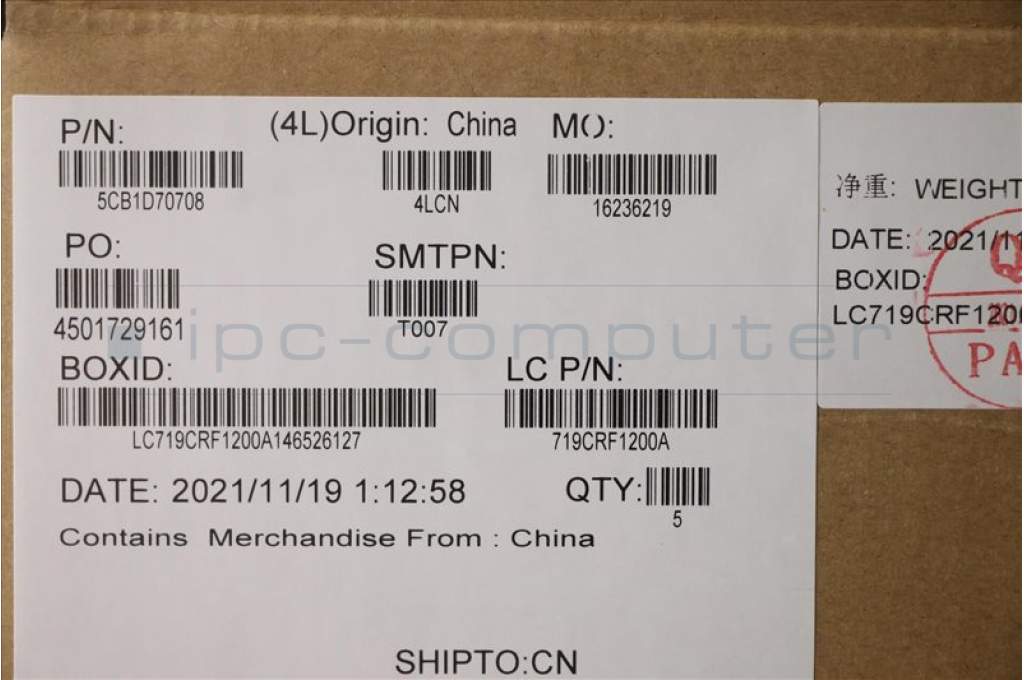 P/N:
5CB1D70708
(4L)Origin: China
4LCN
MO:
16236219
PO:
4501729161
SMTPN:
T007
BOXID:
LC719CRF1200A146526127
LC P/N:
719CRF1200A
DATE: 2021/11/19 1:12:58
QTY:
5
Contains Merchandise From : China
SHIPTO:CN
净重: WEIGHT
DATE: 2021/11
BOXID:
LC719CRF120
Q
PA
ipc-computer